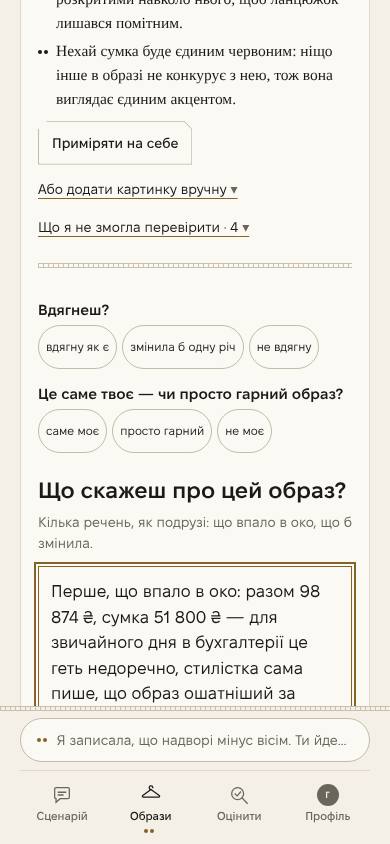 розкритими навколо нього, щоб ланцюжок
лишався помітним.
•• Нехай сумка буде єдиним червоним: ніщо
інше в образі не конкурує з нею, тож вона
виглядає єдиним акцентом.
Приміряти на себе
Або додати картинку вручну ▾
Що я не змогла перевірити · 4 ▾
Вдягнеш?
вдягну як є
змінила б одну річ
не вдягну
Це саме твоє — чи просто гарний образ?
саме моє
просто гарний
не моє
Що скажеш про цей образ?
Кілька речень, як подрузі: що впало в око, що б
змінила.
Перше, що впало в око: разом 98
874 ₴, сумка 51 800 ₴ — для
звичайного дня в бухгалтерії це
геть недоречно, стилістка сама
пише, що образ ошатніший за
•• Я записала, що надворі мінус вісім. Ти йде...
Сценарій
Образи
Оцінити
г
Профіль